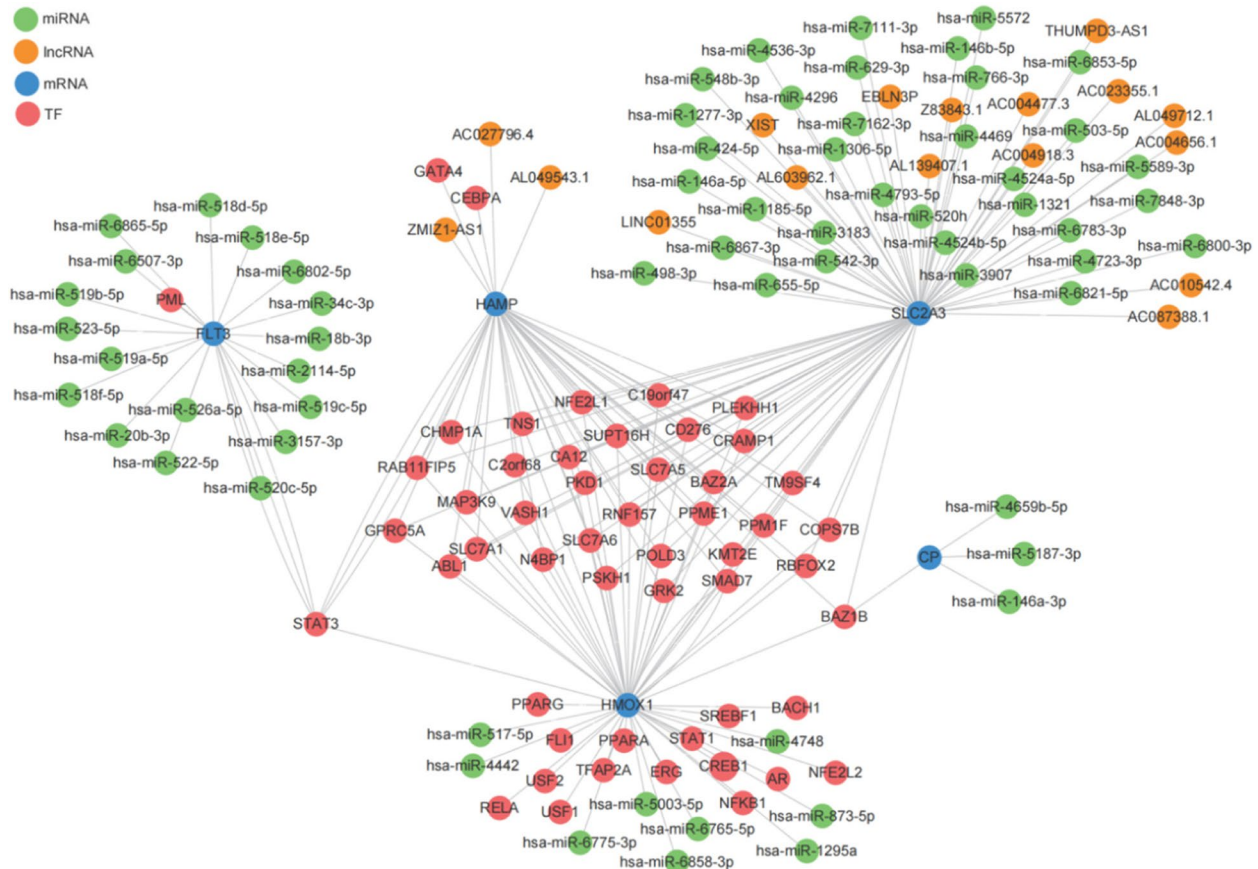 miRNA
lncRNA
mRNA
TF
hsa-miR-5572
hsa-miR-7111-3p
THUMPD3-AS1
hsa-miR-4536-3p
hsa-miR-146b-5p
hsa-miR-629-3p
hsa-miR-6853-5p
hsa-miR-548b-3p
hsa-miR-766-3p
hsa-miR-4296
EBLN3P
AC023355.1
hsa-miR-1277-3p
Z83843.1
AC004477.3
AL049712.1
XIST
hsa-miR-7162-3p
hsa-miR-4469
hsa-miR-503-5p
AC027796.4
hsa-miR-424-5p
hsa-miR-1306-5p
AC004656.1
AC004918.3
GATA4
AL139407.1
hsa-miR-5589-3p
AL049543.1
hsa-miR-146a-5p
AL603962.1
hsa-miR-4524a-5p
CEBPA
hsa-miR-4793-5p
hsa-miR-518d-5p
hsa-miR-1185-5p
hsa-miR-1321
hsa-miR-7848-3p
hsa-miR-6865-5p
hsa-miR-520h
LINC01355
ZMIZ1-AS1
hsa-miR-3183
hsa-miR-518e-5p
hsa-miR-6783-3p
hsa-miR-4524b-5p
hsa-miR-6867-3p
hsa-miR-6800-3p
hsa-miR-6507-3p
hsa-miR-542-3p
hsa-miR-4723-3p
hsa-miR-6802-5p
hsa-miR-498-3p
hsa-miR-3907
hsa-miR-655-5p
AC010542.4
hsa-miR-519b-5p
PML
hsa-miR-34c-3p
hsa-miR-6821-5p
HAMP
SLC2A3
AC087388.1
hsa-miR-523-5p
FLT3
hsa-miR-18b-3p
hsa-miR-519a-5p
hsa-miR-2114-5p
hsa-miR-518f-5p
C19orf47
NFE2L1
hsa-miR-519c-5p
PLEKHH1
hsa-miR-526a-5p
TNS1
CHMP1A
CD276
hsa-miR-20b-3p
SUPT16H
CRAMP1
hsa-miR-3157-3p
CA12
hsa-miR-522-5p
RAB11FIP5
C2orf68
SLC7A5
PKD1
BAZ2A
TM9SF4
hsa-miR-520c-5p
MAP3K9
hsa-miR-4659b-5p
VASH1
RNF157
PPME1
PPM1F
GPRC5A
COPS7B
SLC7A6
SLC7A1
hsa-miR-5187-3p
N4BP1
POLD3
KMT2E
CP
ABL1
RBFOX2
PSKH1
SMAD7
GRK2
hsa-miR-146a-3p
STAT3
BAZ1B
PPARG
HMOX1
BACH1
SREBF1
hsa-miR-517-5p
FLI1
PPARA
STAT1
hsa-miR-4748
hsa-miR-4442
TFAP2A
ERG
CREB1
NFE2L2
USF2
AR
RELA
USF1
hsa-miR-5003-5p
NFKB1
hsa-miR-873-5p
hsa-miR-6765-5p
hsa-miR-6775-3p
hsa-miR-1295a
hsa-miR-6858-3p